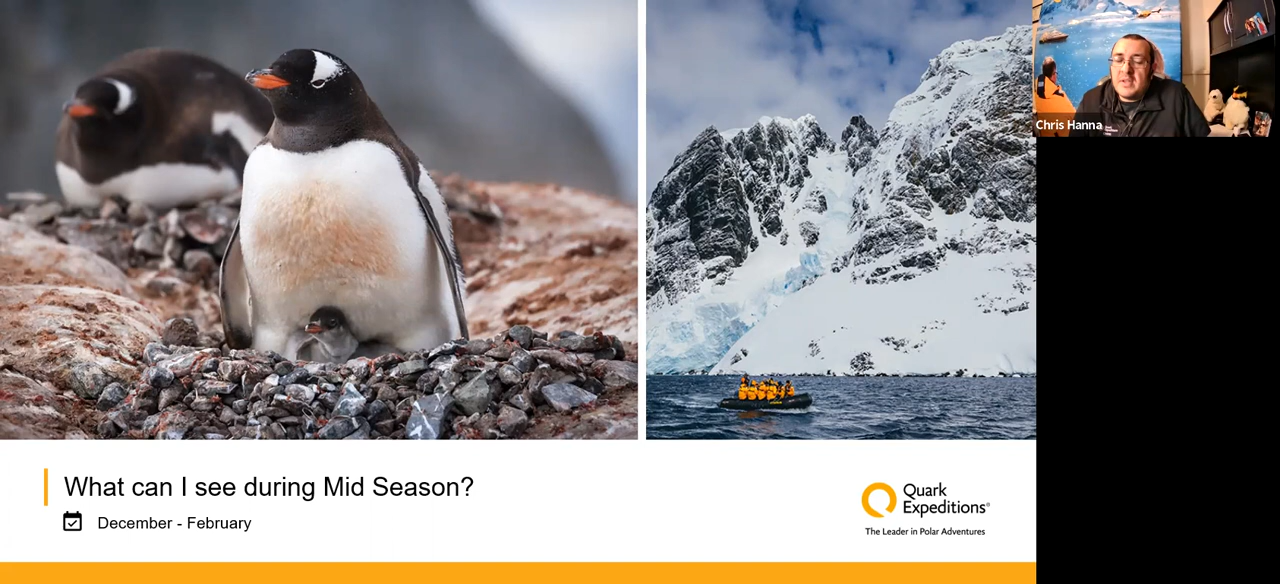 Chris Hanna
What can I see during Mid Season?
December - February
Quark
Expeditions®
The Leader in Polar Adventures